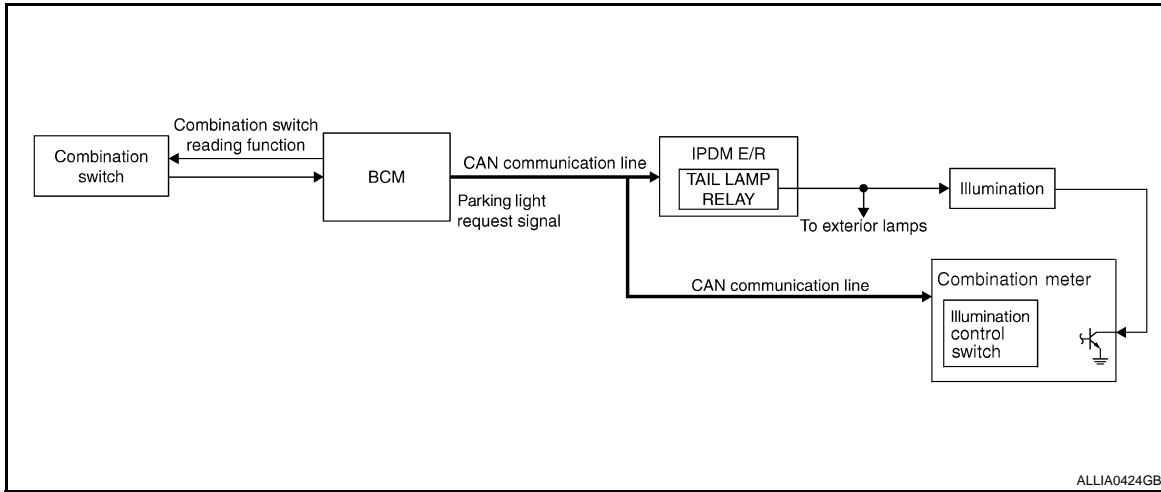 Combination switch
reading function
Combination
switch
BCM
CAN communication line
Parking light
request signal
IPDM E/R
TAIL LAMP
RELAY
To exterior lamps
Illumination
CAN communication line
Combination meter
Illumination
control
switch
ALLIA0424GB